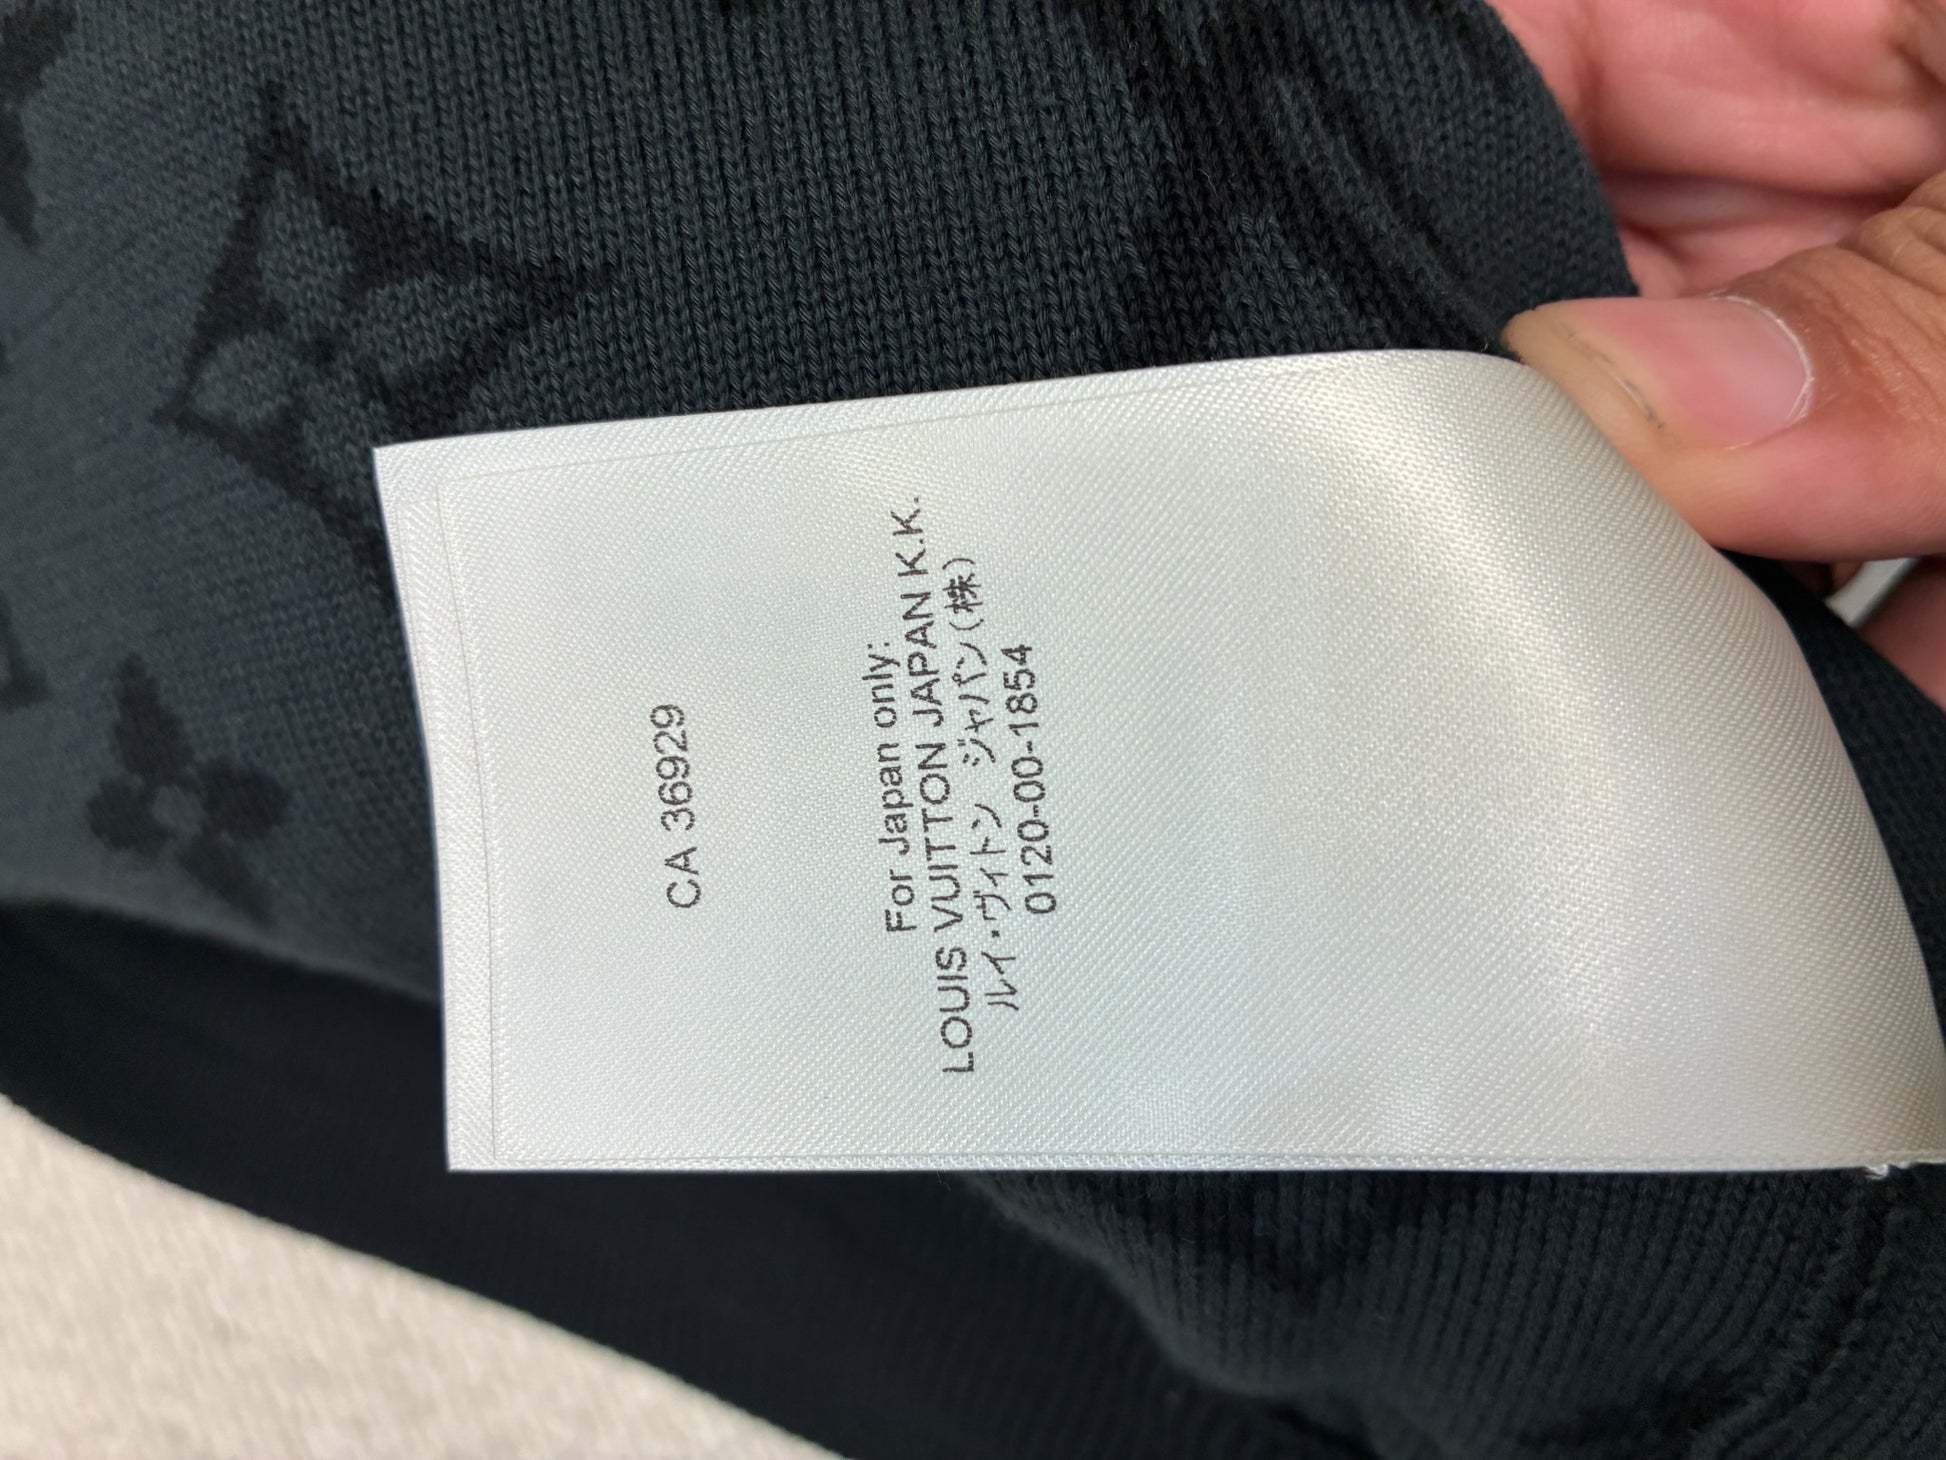 CA 36929
For Japan only:
LOUIS VUITTON JAPAN K.K.
ルイ・ヴィトン ジャパン(株)
0120-00-1854